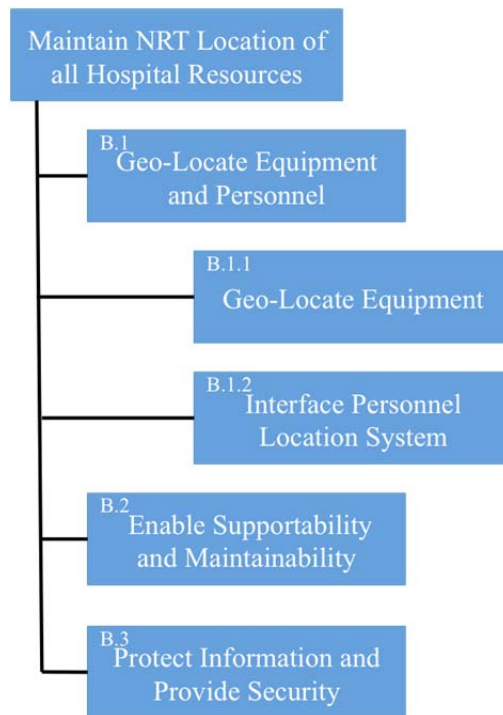 Maintain NRT Location of
all Hospital Resources
B.1
Geo-Locate Equipment
and Personnel
B.1.1
Geo-Locate Equipment
B.1.2
Interface Personnel
Location System
B.2
Enable Supportability
and Maintainability
B.3
Protect Information and
Provide Security